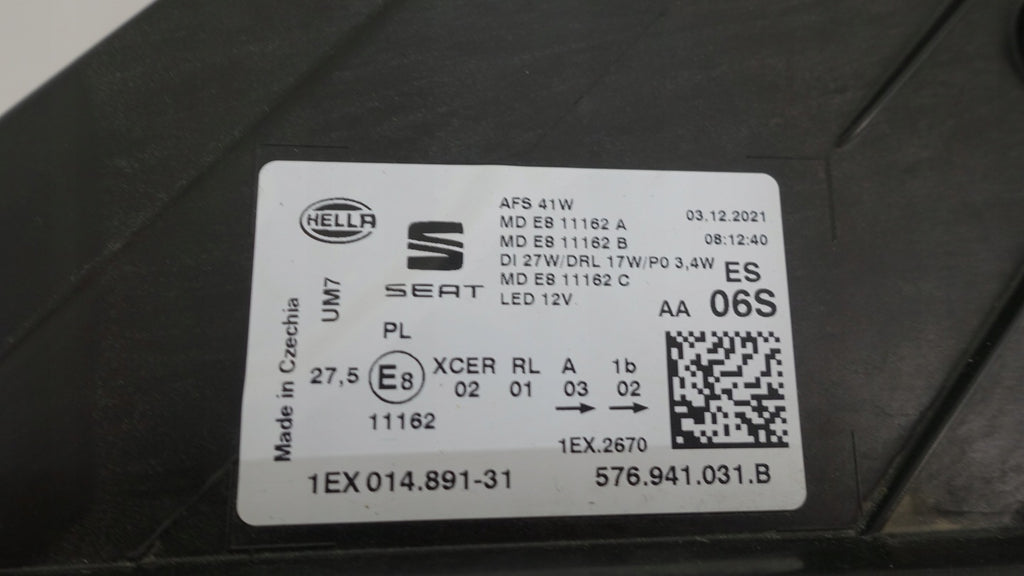 HELLA
SEAT
AFS 41W
MD E8 11162 A
MD E8 11162 B
DI 27W/DRL 17W/PO 3,4W
MD E8 11162 C
LED 12V
03.12.2021
08:12:40
ES
AA 06S
Made in Czechia
UM7
PL
27,5 E8 XCER RL A 1b
02 01 03 02
→ →
11162
1EX.2670
1EX 014.891-31
576.941.031.B